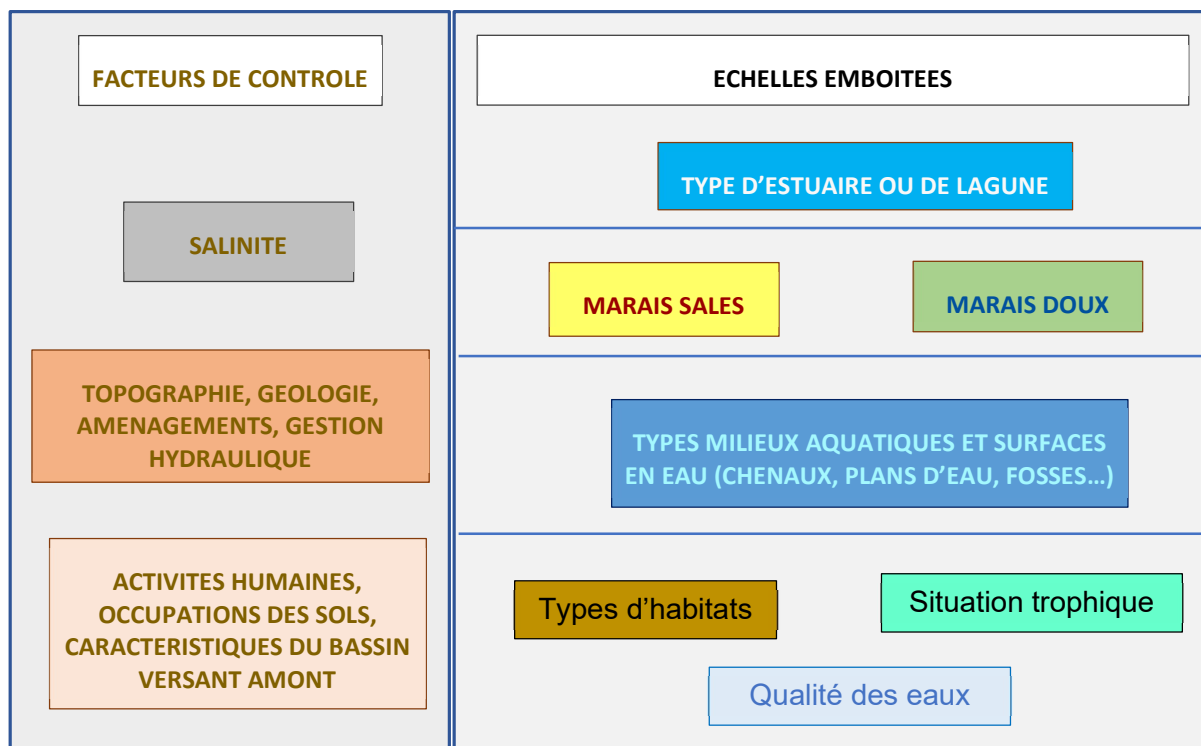 FACTEURS DE CONTROLE
SALINITE
TOPOGRAPHIE, GEOLOGIE,
AMENAGEMENTS, GESTION
HYDRAULIQUE
ACTIVITES HUMAINES,
OCCUPATIONS DES SOLS,
CARACTERISTIQUES DU BASSIN
VERSANT AMONT
ECHELLES EMBOITEES
TYPE D’ESTUAIRE OU DE LAGUNE
MARAIS SALES
MARAIS DOUX
TYPES MILIEUX AQUATIQUES ET SURFACES
EN EAU (CHENAUX, PLANS D’EAU, FOSSES…)
Types d’habitats
Situation trophique
Qualité des eaux